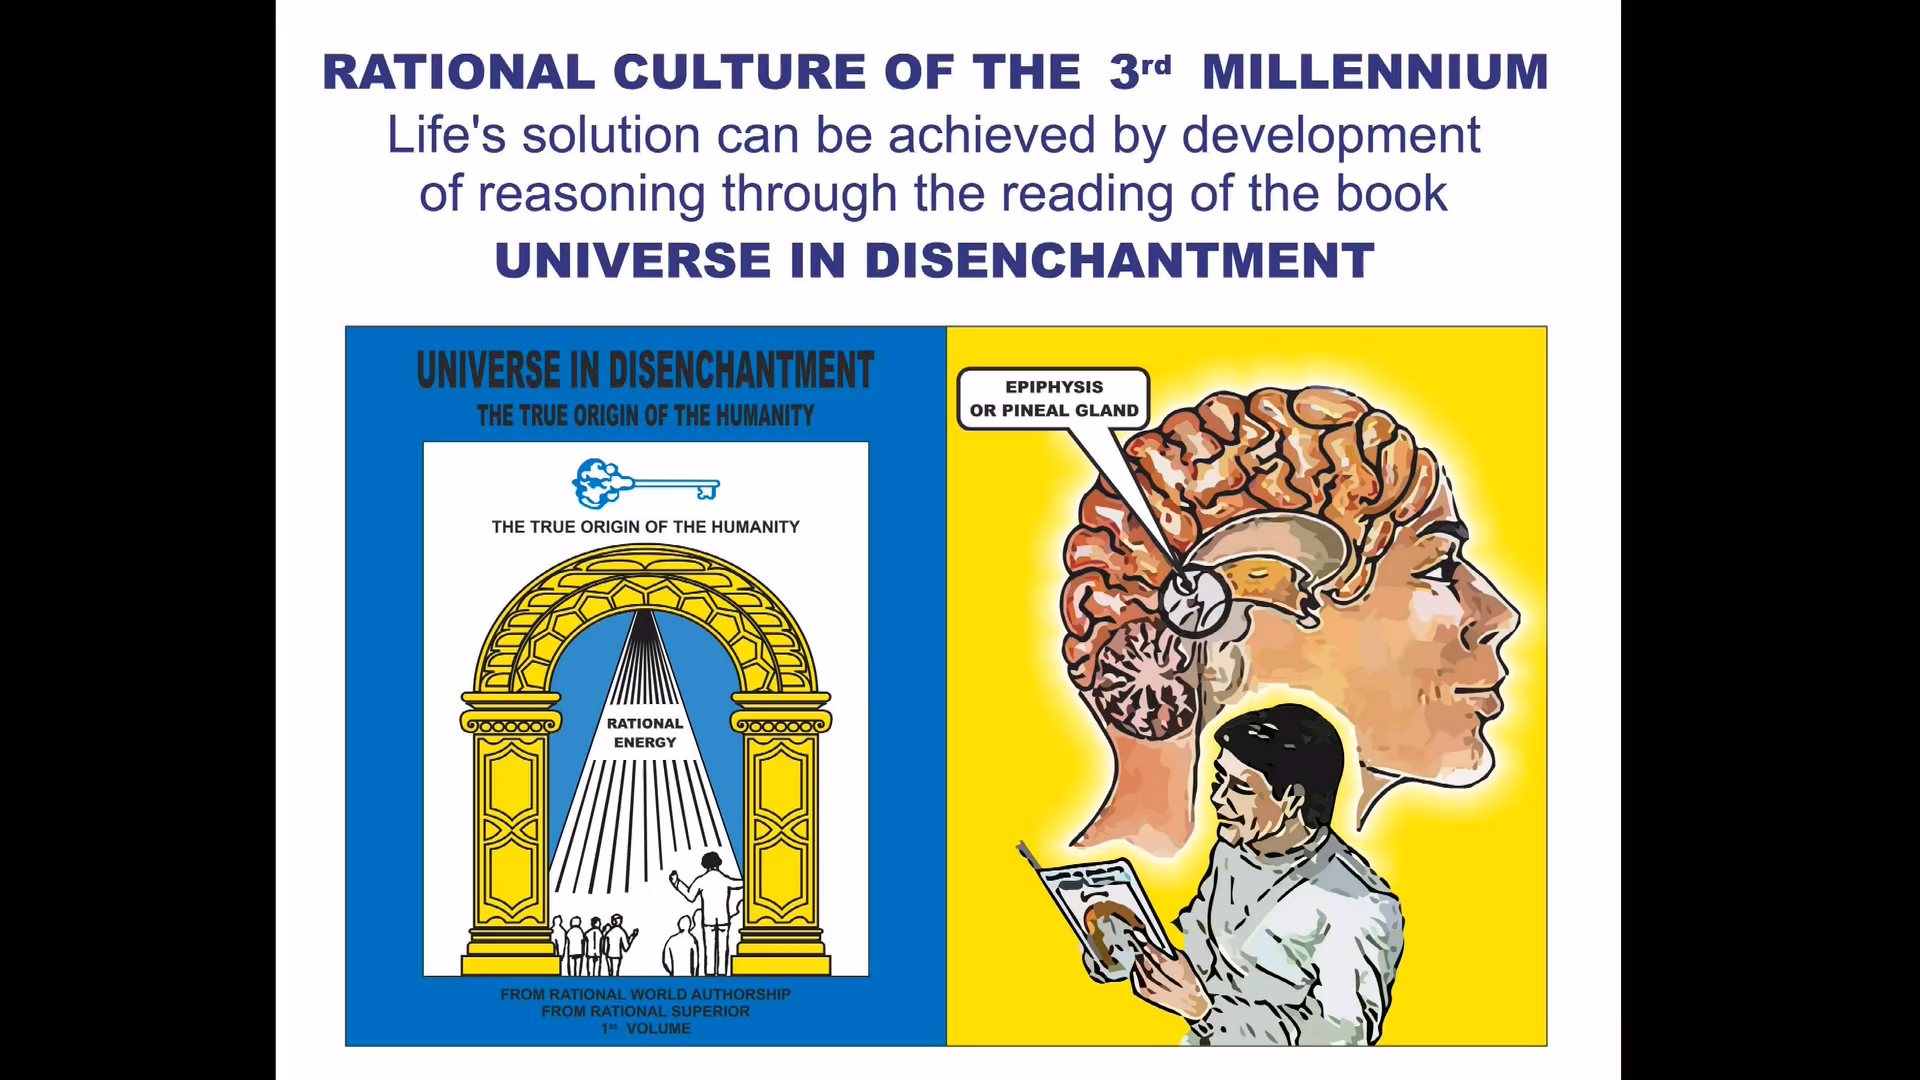 RATIONAL CULTURE OF THE 3rd MILLENNIUM
Life's solution can be achieved by development
of reasoning through the reading of the book
UNIVERSE IN DISENCHANTMENT
UNIVERSE IN DISENCHANTMENT
THE TRUE ORIGIN OF THE HUMANITY
THE TRUE ORIGIN OF THE HUMANITY
RATIONAL
ENERGY
FROM RATIONAL WORLD AUTHORSHIP
FROM RATIONAL SUPERIOR
1st VOLUME
EPIPHYSIS
OR PINEAL GLAND